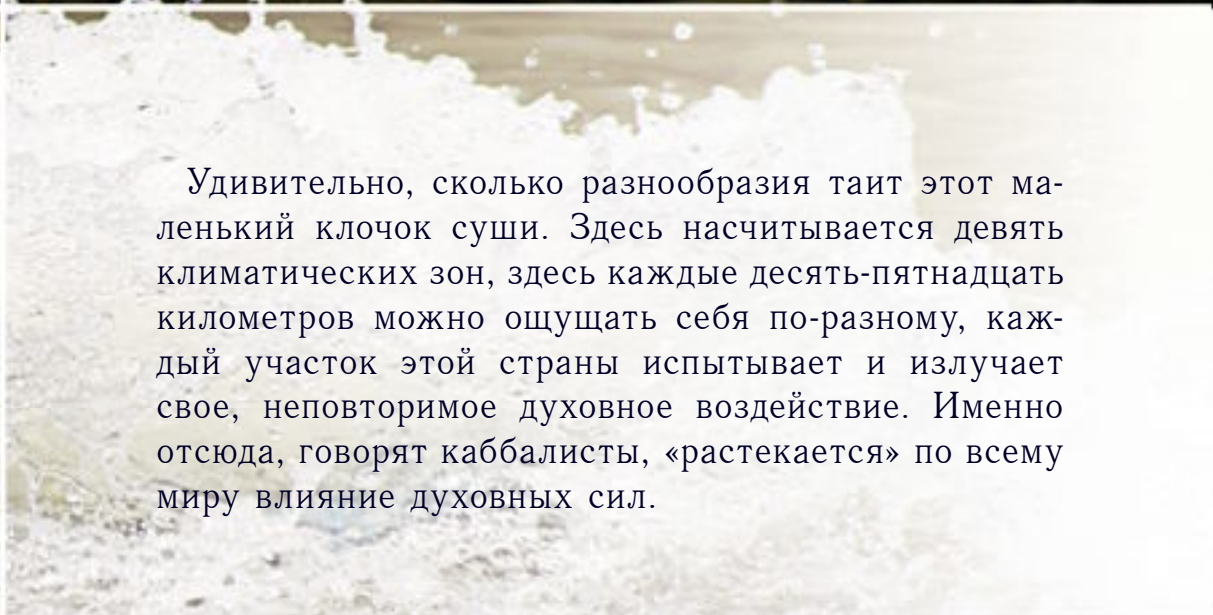 Удивительно, сколько разнообразия таит этот ма-
ленький клочок суши. Здесь насчитывается девять
климатических зон, здесь каждые десять-пятнадцать
километров можно ощущать себя по-разному, каж-
дый участок этой страны испытывает и излучает
свое, неповторимое духовное воздействие. Именно
отсюда, говорят каббалисты, «растекается» по всему
миру влияние духовных сил.